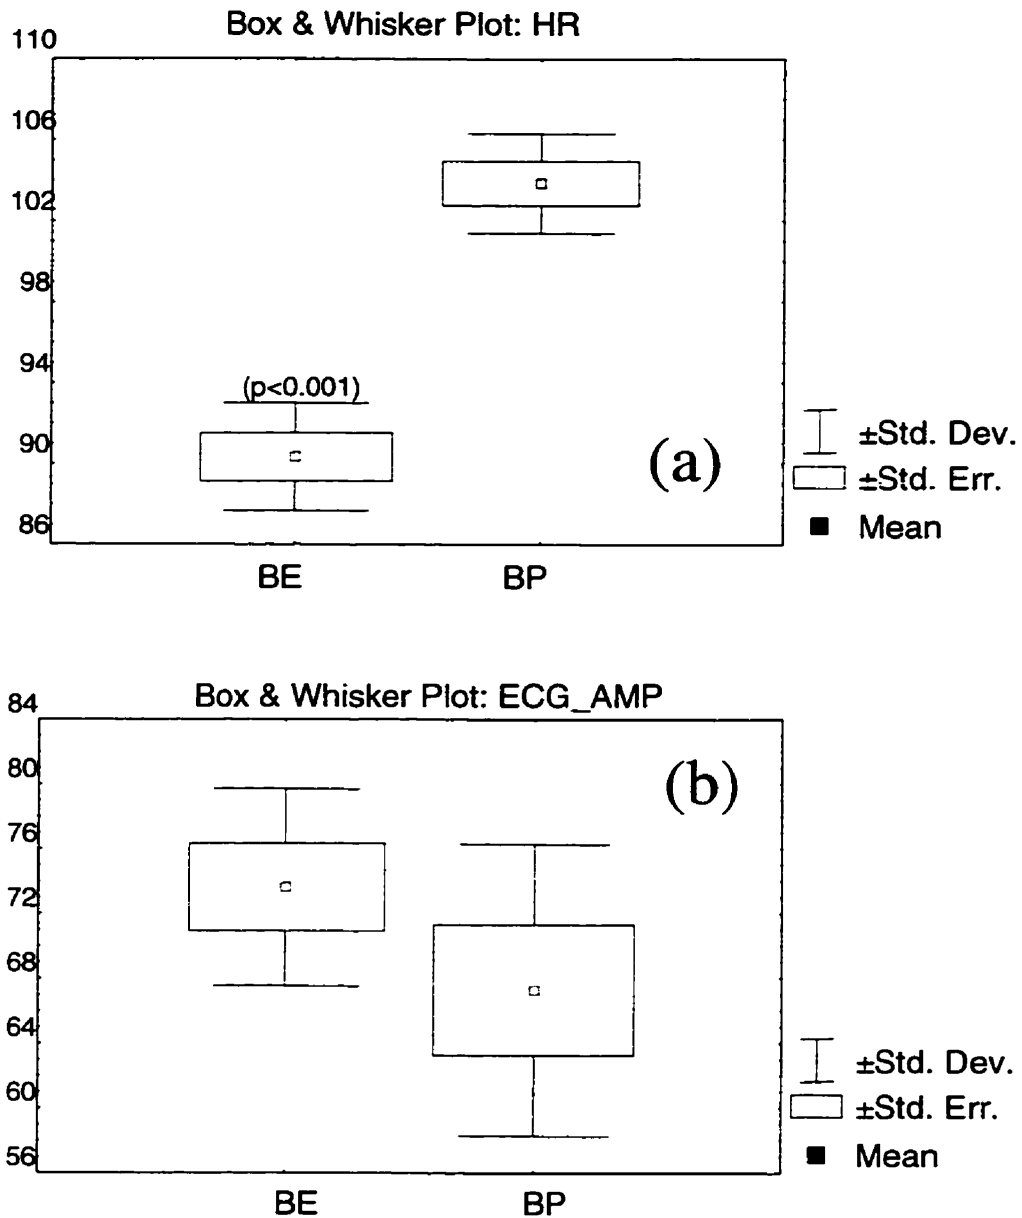 Box & Whisker Plot: HR
110
106
102
98
94
90
86
(p<0.001)
(a)
±Std. Dev.
±Std. Err.
Mean
BE BP
Box & Whisker Plot: ECG_AMP
84
80
76
72
68
64
60
56
(b)
±Std. Dev.
±Std. Err.
Mean
BE BP